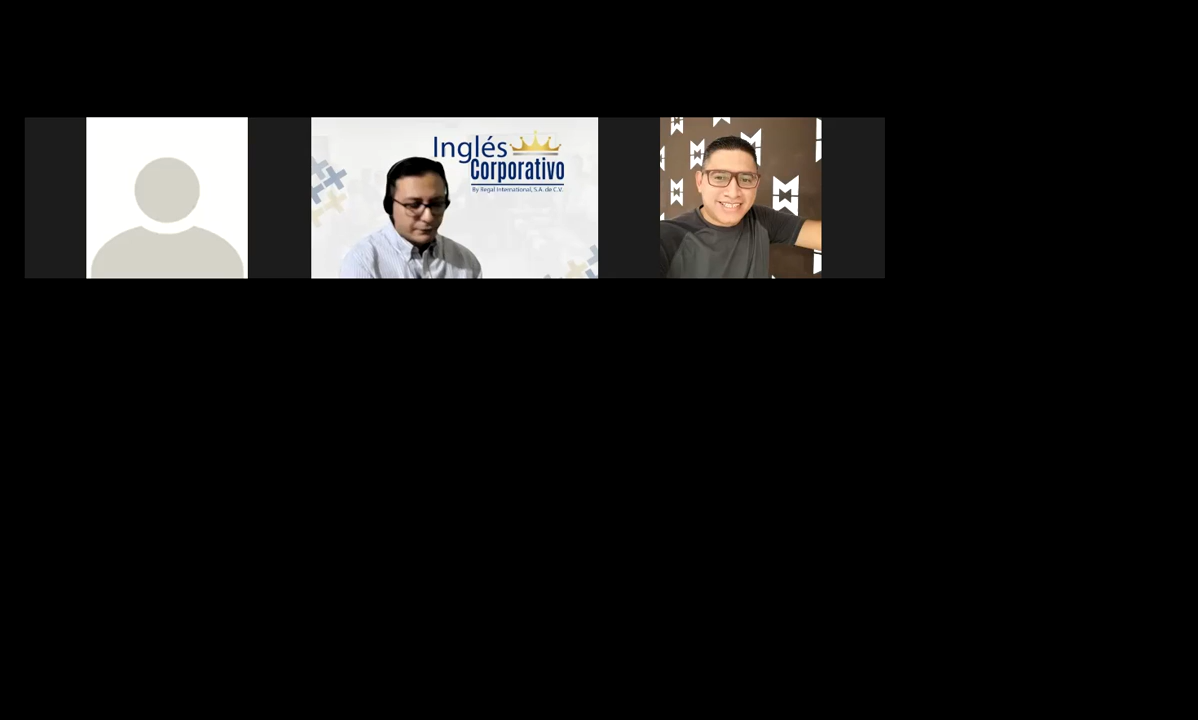 Inglés
Corporativo
By Regal International, S.A. de C.V.